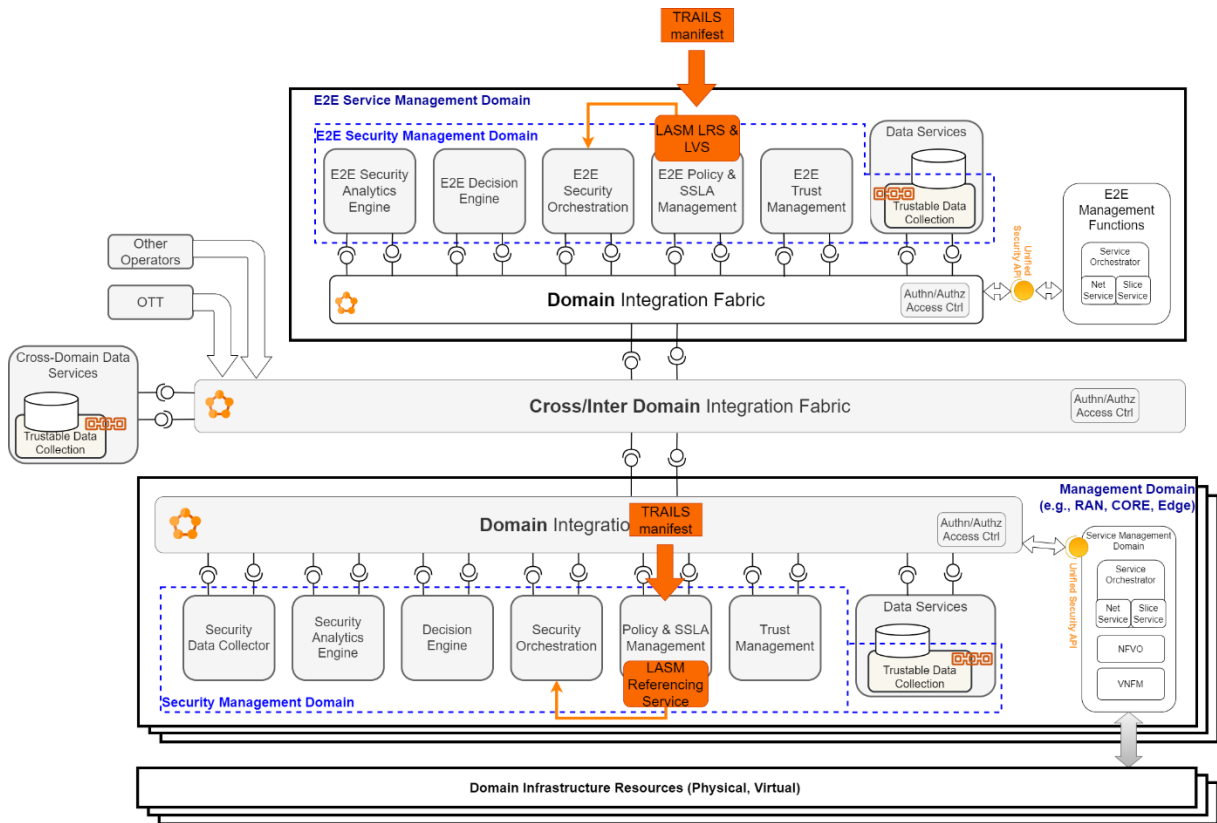 TRAILS
manifest
E2E Service Management Domain
E2E Security Management Domain
LASM LRS &
LVS
Data Services
E2E Security
Analytics
Engine
E2E Decision
Engine
E2E
Security
Orchestration
E2E Policy &
SSLA
Management
E2E
Trust
Management
Trustable Data
Collection
E2E
Management
Functions
Service
Orchestrator
Net
Service
Slice
Service
Unified
Security API
Other
Operators
OTT
Domain Integration Fabric
Authn/Authz
Access Ctrl
Cross-Domain Data
Services
Trustable Data
Collection
Cross/Inter Domain Integration Fabric
Authn/Authz
Access Ctrl
Management Domain
(e.g., RAN, CORE, Edge)
Domain Integratio
TRAILS
manifest
Authn/Authz
Access Ctrl
Service Management
Domain
Service
Orchestrator
Net
Service
Slice
Service
NFVO
VNFM
Unified Security API
Security
Data Collector
Security
Analytics
Engine
Decision
Engine
Security
Orchestration
Policy & SSLA
Management
Trust
Management
Data Services
Trustable Data
Collection
LASM
Referencing
Service
Security Management Domain
Domain Infrastructure Resources (Physical, Virtual)